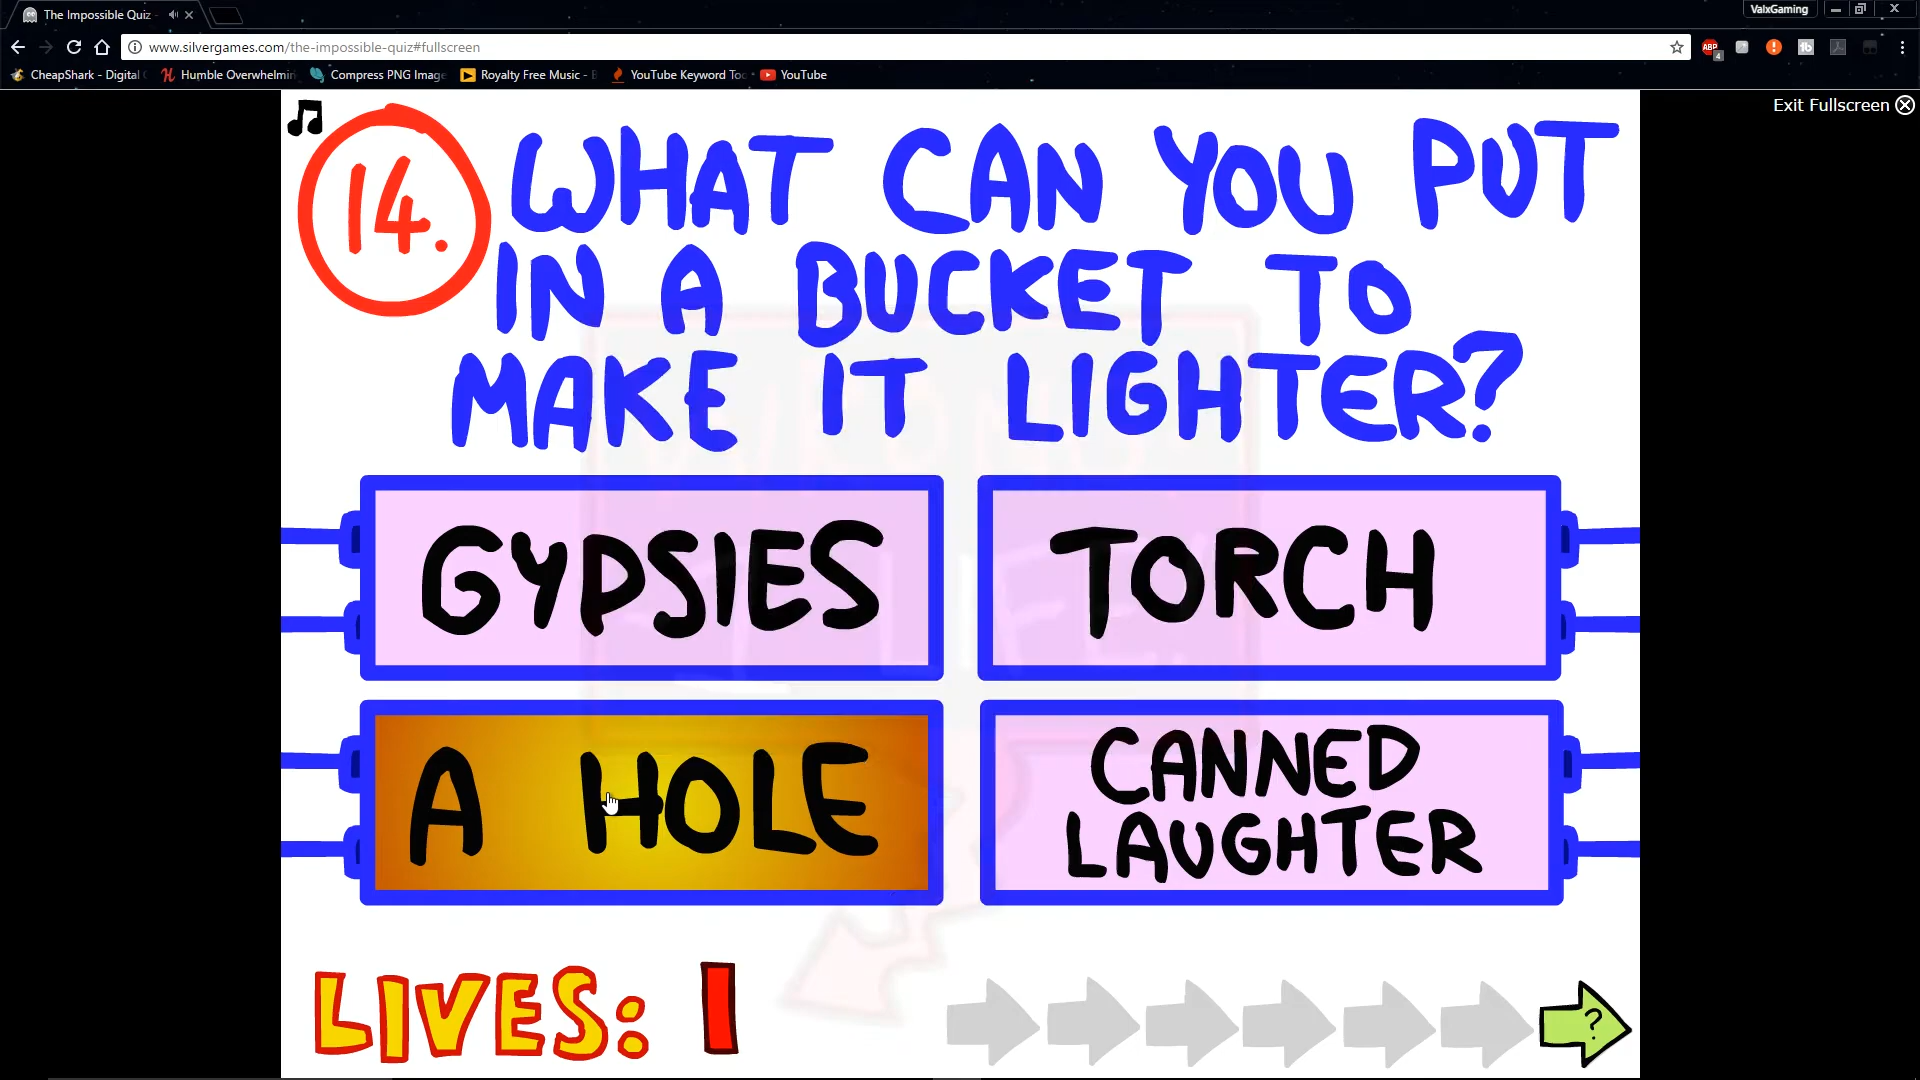 The Impossible Quiz
ValxGaming
www.silvergames.com/the-impossible-quiz#fullscreen
ABP
4
CheapShark - Digital
Humble Overwhelmin
Compress PNG Image
Royalty Free Music -
YouTube Keyword Too
YouTube
Exit Fullscreen
14.
WHAT CAN YOU PUT
IN A BUCKET TO
MAKE IT LIGHTER?
GYPSIES
TORCH
A HOLE
CANNED
LAUGHTER
LIVES: 1
?